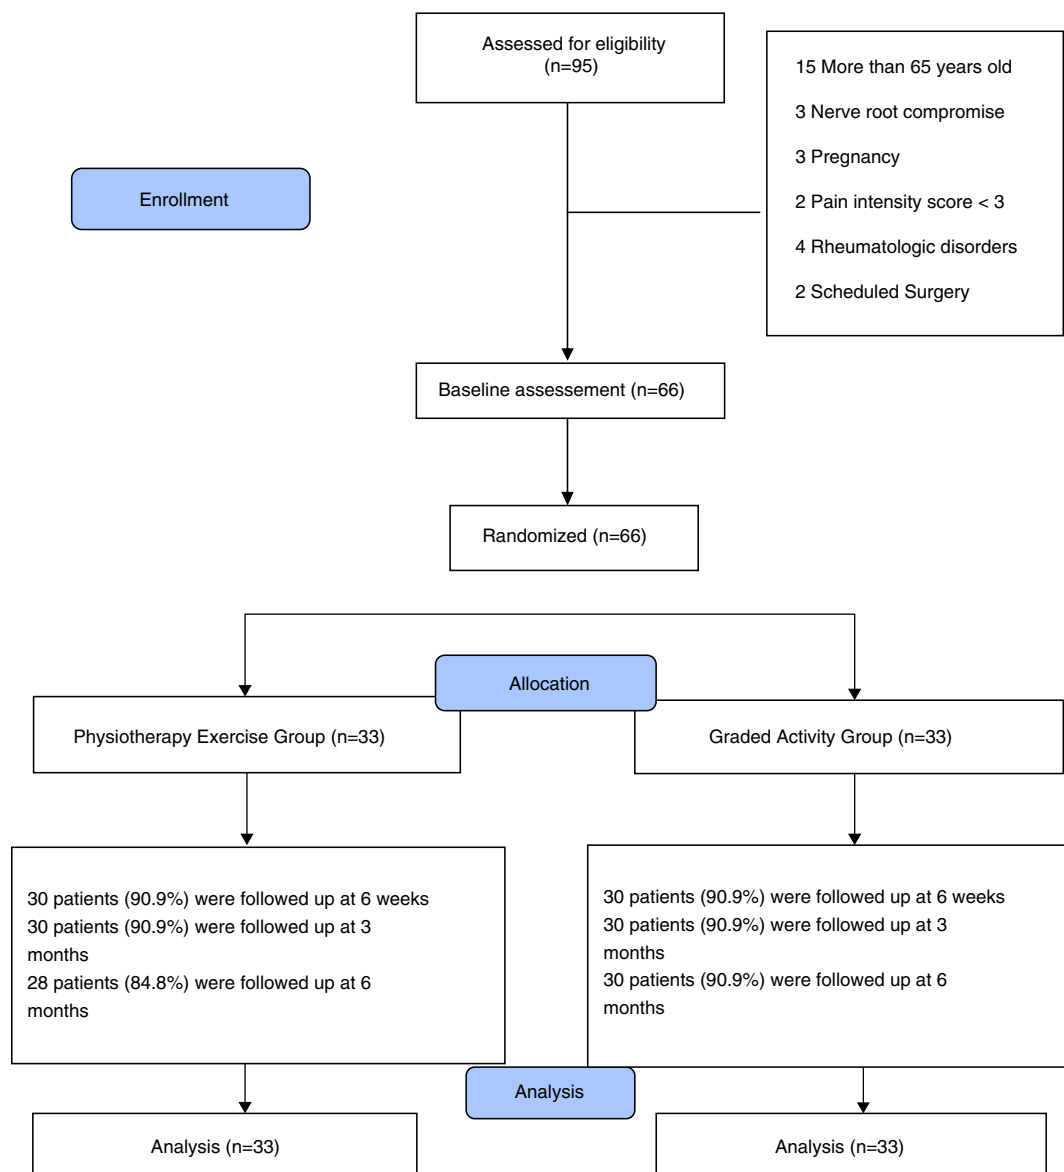 Assessed for eligibility
(n=95)
15 More than 65 years old
3 Nerve root compromise
3 Pregnancy
2 Pain intensity score < 3
4 Rheumatologic disorders
2 Scheduled Surgery
Enrollment
Baseline assessement (n=66)
Randomized (n=66)
Allocation
Physiotherapy Exercise Group (n=33)
Graded Activity Group (n=33)
30 patients (90.9%) were followed up at 6 weeks
30 patients (90.9%) were followed up at 3
months
28 patients (84.8%) were followed up at 6
months
30 patients (90.9%) were followed up at 6 weeks
30 patients (90.9%) were followed up at 3
months
30 patients (90.9%) were followed up at 6
months
Analysis
Analysis (n=33)
Analysis (n=33)